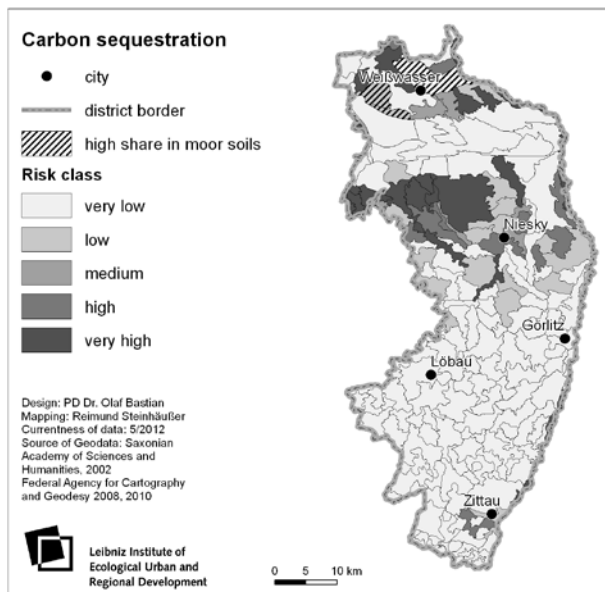 Carbon sequestration
city
district border
high share in moor soils
Risk class
very low
low
medium
high
very high
Design: PD Dr. Olaf Bastian
Mapping: Reimund Steinhäußer
Currentness of data: 5/2012
Source of Geodata: Saxonian
Academy of Sciences and
Humanities, 2002
Federal Agency for Cartography
and Geodesy 2008, 2010
Leibniz Institute of
Ecological Urban and
Regional Development
0 5 10 km
Weißwasser
Niesky
Görlitz
Löbau
Zittau